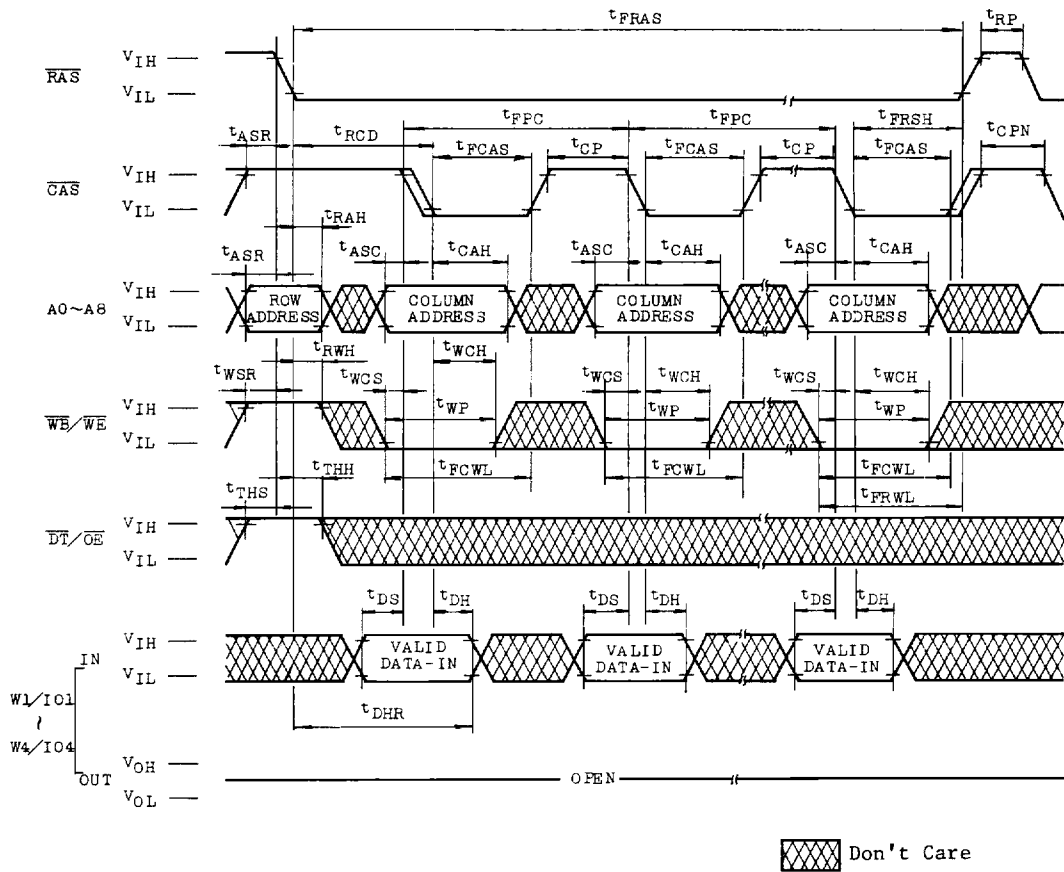 tFRAS
tRP
RAS
VIH
VIL
tFPC
tFPC
tFRSH
tASR
tRCD
tFCAS
tCP
tFCAS
tCP
tFCAS
tCPN
CAS
VIH
VIL
tRAH
tASR
tASC
tCAH
tASC
tCAH
tASC
tCAH
A0~A8
VIH
VIL
ROW
ADDRESS
COLUMN
ADDRESS
COLUMN
ADDRESS
COLUMN
ADDRESS
tRWH
tWCH
tWSR
tWCS
tWCS
tWCH
tWCS
tWCH
tWP
tWP
tWP
WB/WE
VIH
VIL
tFCWL
tFCWL
tFCWL
tTHH
tTHS
tFRWL
DT/OE
VIH
VIL
tDS
tDH
tDS
tDH
tDS
tDH
VIH
VIL
VALID
DATA-IN
VALID
DATA-IN
VALID
DATA-IN
IN
W1/IO1
~
W4/IO4
OUT
tDHR
VOH
VOL
OPEN
Don't Care